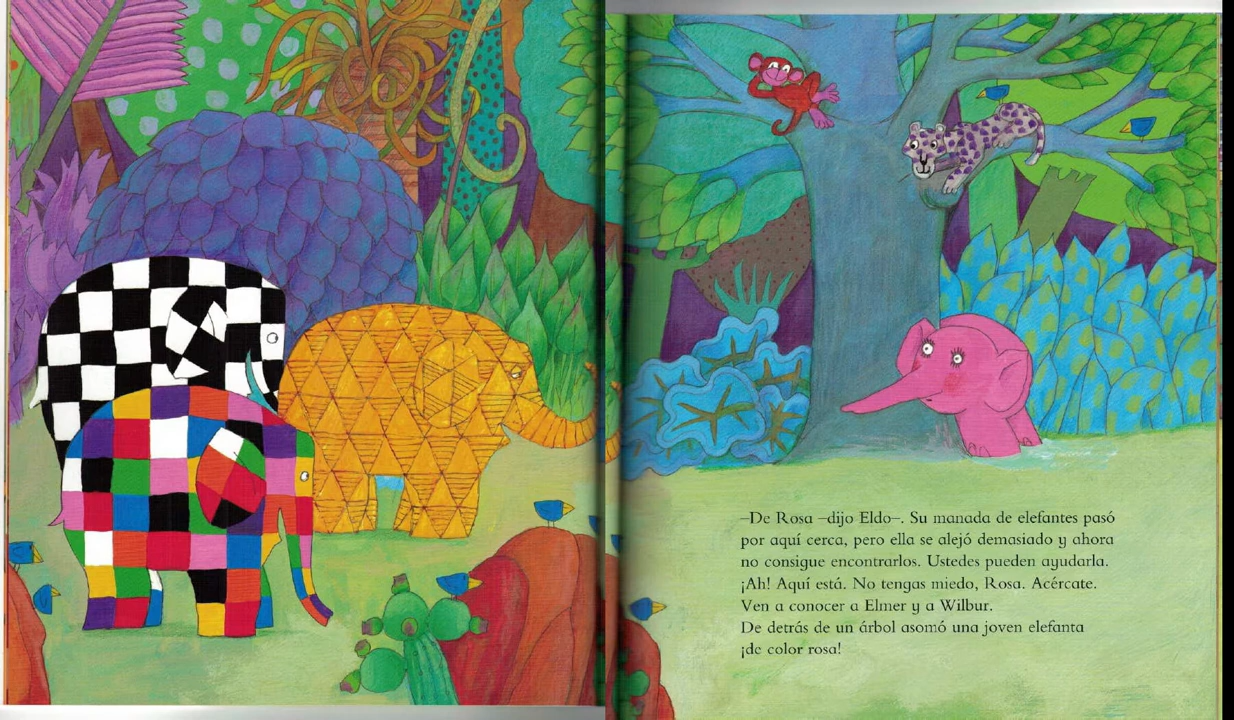 –De Rosa –dijo Eldo–. Su manada de elefantes pasó
por aquí cerca, pero ella se alejó demasiado y ahora
no consigue encontrarlos. Ustedes pueden ayudarla.
¡Ah! Aquí está. No tengas miedo, Rosa. Acércate.
Ven a conocer a Elmer y a Wilbur.
De detrás de un árbol asomó una joven elefanta
¡de color rosa!